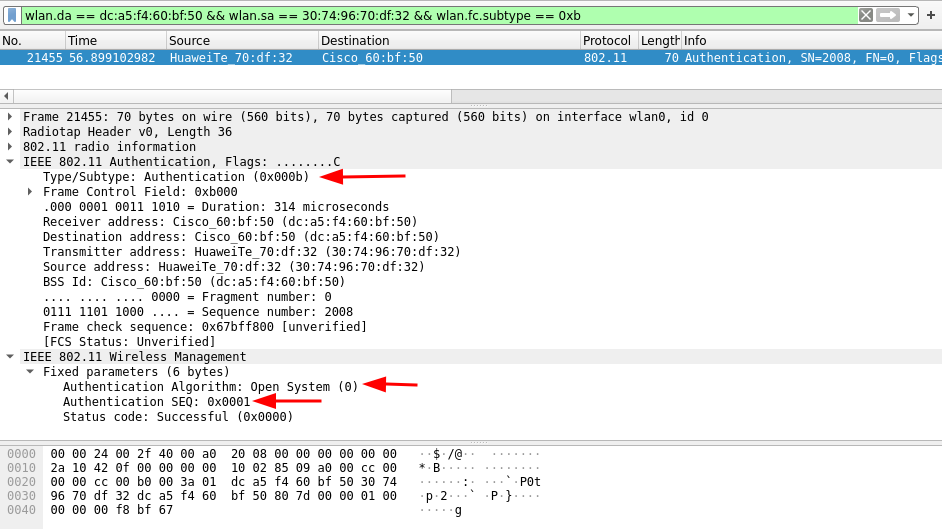 wlan.da == dc:a5:f4:60:bf:50 && wlan.sa == 30:74:96:70:df:32 && wlan.fc.subtype == 0xb
No. Time Source Destination Protocol Length Info
21455 56.899102982 HuaweiTe_70:df:32 Cisco_60:bf:50 802.11 70 Authentication, SN=2008, FN=0, Flags
Frame 21455: 70 bytes on wire (560 bits), 70 bytes captured (560 bits) on interface wlan0, id 0
Radiotap Header v0, Length 36
802.11 radio information
IEEE 802.11 Authentication, Flags: ........C
Type/Subtype: Authentication (0x000b)
Frame Control Field: 0xb000
.000 0001 0011 1010 = Duration: 314 microseconds
Receiver address: Cisco_60:bf:50 (dc:a5:f4:60:bf:50)
Destination address: Cisco_60:bf:50 (dc:a5:f4:60:bf:50)
Transmitter address: HuaweiTe_70:df:32 (30:74:96:70:df:32)
Source address: HuaweiTe_70:df:32 (30:74:96:70:df:32)
BSS Id: Cisco_60:bf:50 (dc:a5:f4:60:bf:50)
.... .... .... 0000 = Fragment number: 0
0111 1101 1000 .... = Sequence number: 2008
Frame check sequence: 0x67bff800 [unverified]
[FCS Status: Unverified]
IEEE 802.11 Wireless Management
Fixed parameters (6 bytes)
Authentication Algorithm: Open System (0)
Authentication SEQ: 0x0001
Status code: Successful (0x0000)
0000 00 00 24 00 2f 40 00 a0 20 08 00 00 00 00 00 00 ··$·/@·· ·······
0010 2a 10 42 0f 00 00 00 00 10 02 85 09 a0 00 cc 00 *·B····· ········
0020 00 00 cc 00 b0 00 3a 01 dc a5 f4 60 bf 50 30 74 ······:· ···`·P0t
0030 96 70 df 32 dc a5 f4 60 bf 50 80 7d 00 00 01 00 ·p·2···` ·P·}····
0040 00 00 00 f8 bf 67 ·····g